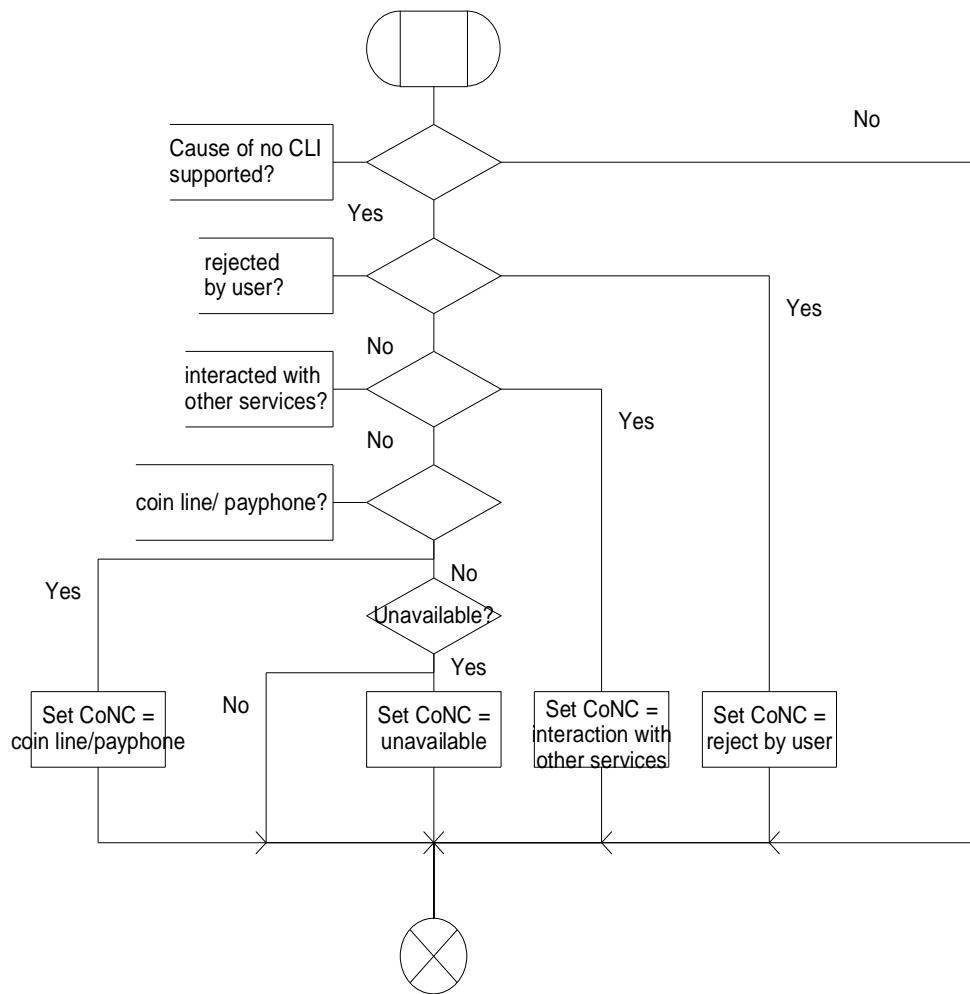 No
Cause of no CLI
supported?
Yes
rejected
by user?
Yes
No
interacted with
other services?
Yes
No
coin line/ payphone?
Yes
No
Unavailable?
Yes
No
Set CoNC =
coin line/payphone
Set CoNC =
unavailable
Set CoNC =
interaction with
other services
Set CoNC =
reject by user